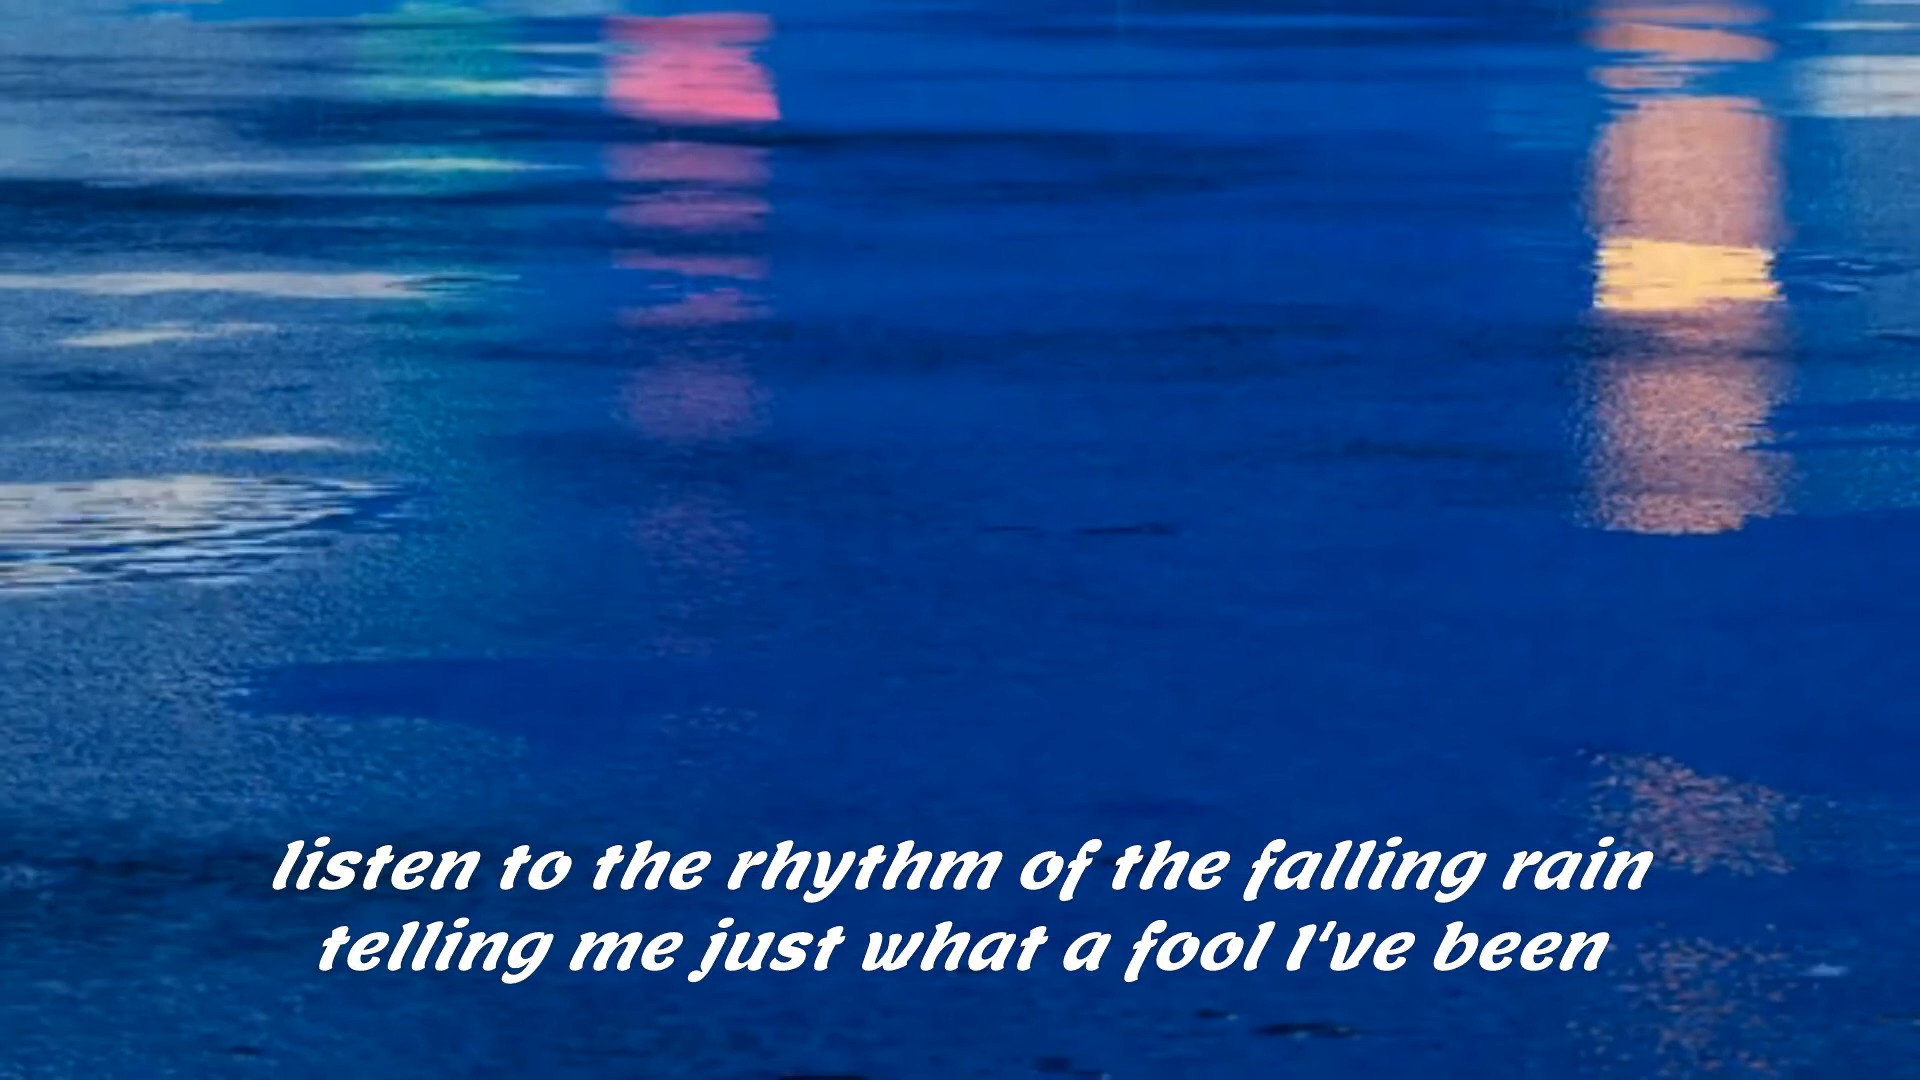 listen to the rhythm of the falling rain
telling me just what a fool I've been